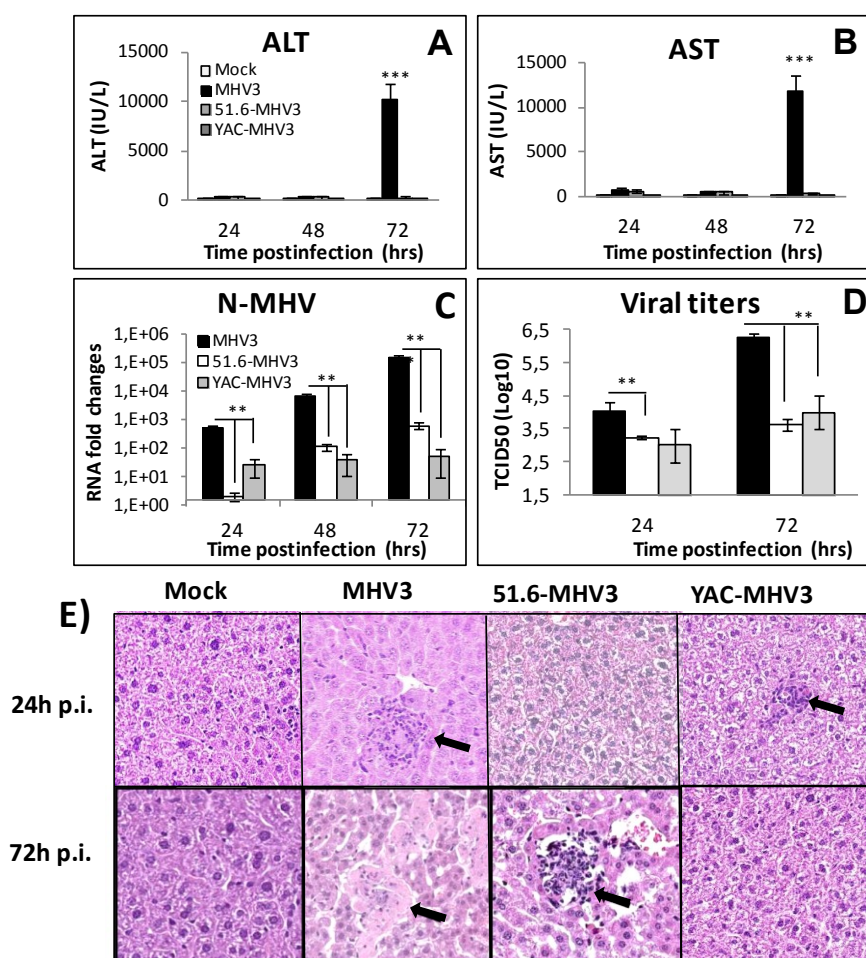 ALT
A
15000
10000
5000
0
ALT (IU/L)
Mock
MHV3
51.6-MHV3
YAC-MHV3
***
24 48 72
Time postinfection (hrs)
AST
B
15000
10000
5000
0
AST (IU/L)
***
24 48 72
Time postinfection (hrs)
N-MHV
C
1,E+06
1,E+05
1,E+04
1,E+03
1,E+02
1,E+01
1,E+00
RNA fold changes
MHV3
51.6-MHV3
YAC-MHV3
**
**
**
*
24 48 72
Time postinfection (hrs)
Viral titers
D
6,5
5,5
4,5
3,5
2,5
1,5
TCID50 (Log10)
**
**
24 72
Time postinfection (hrs)
E)
Mock MHV3 51.6-MHV3 YAC-MHV3
24h p.i.
72h p.i.